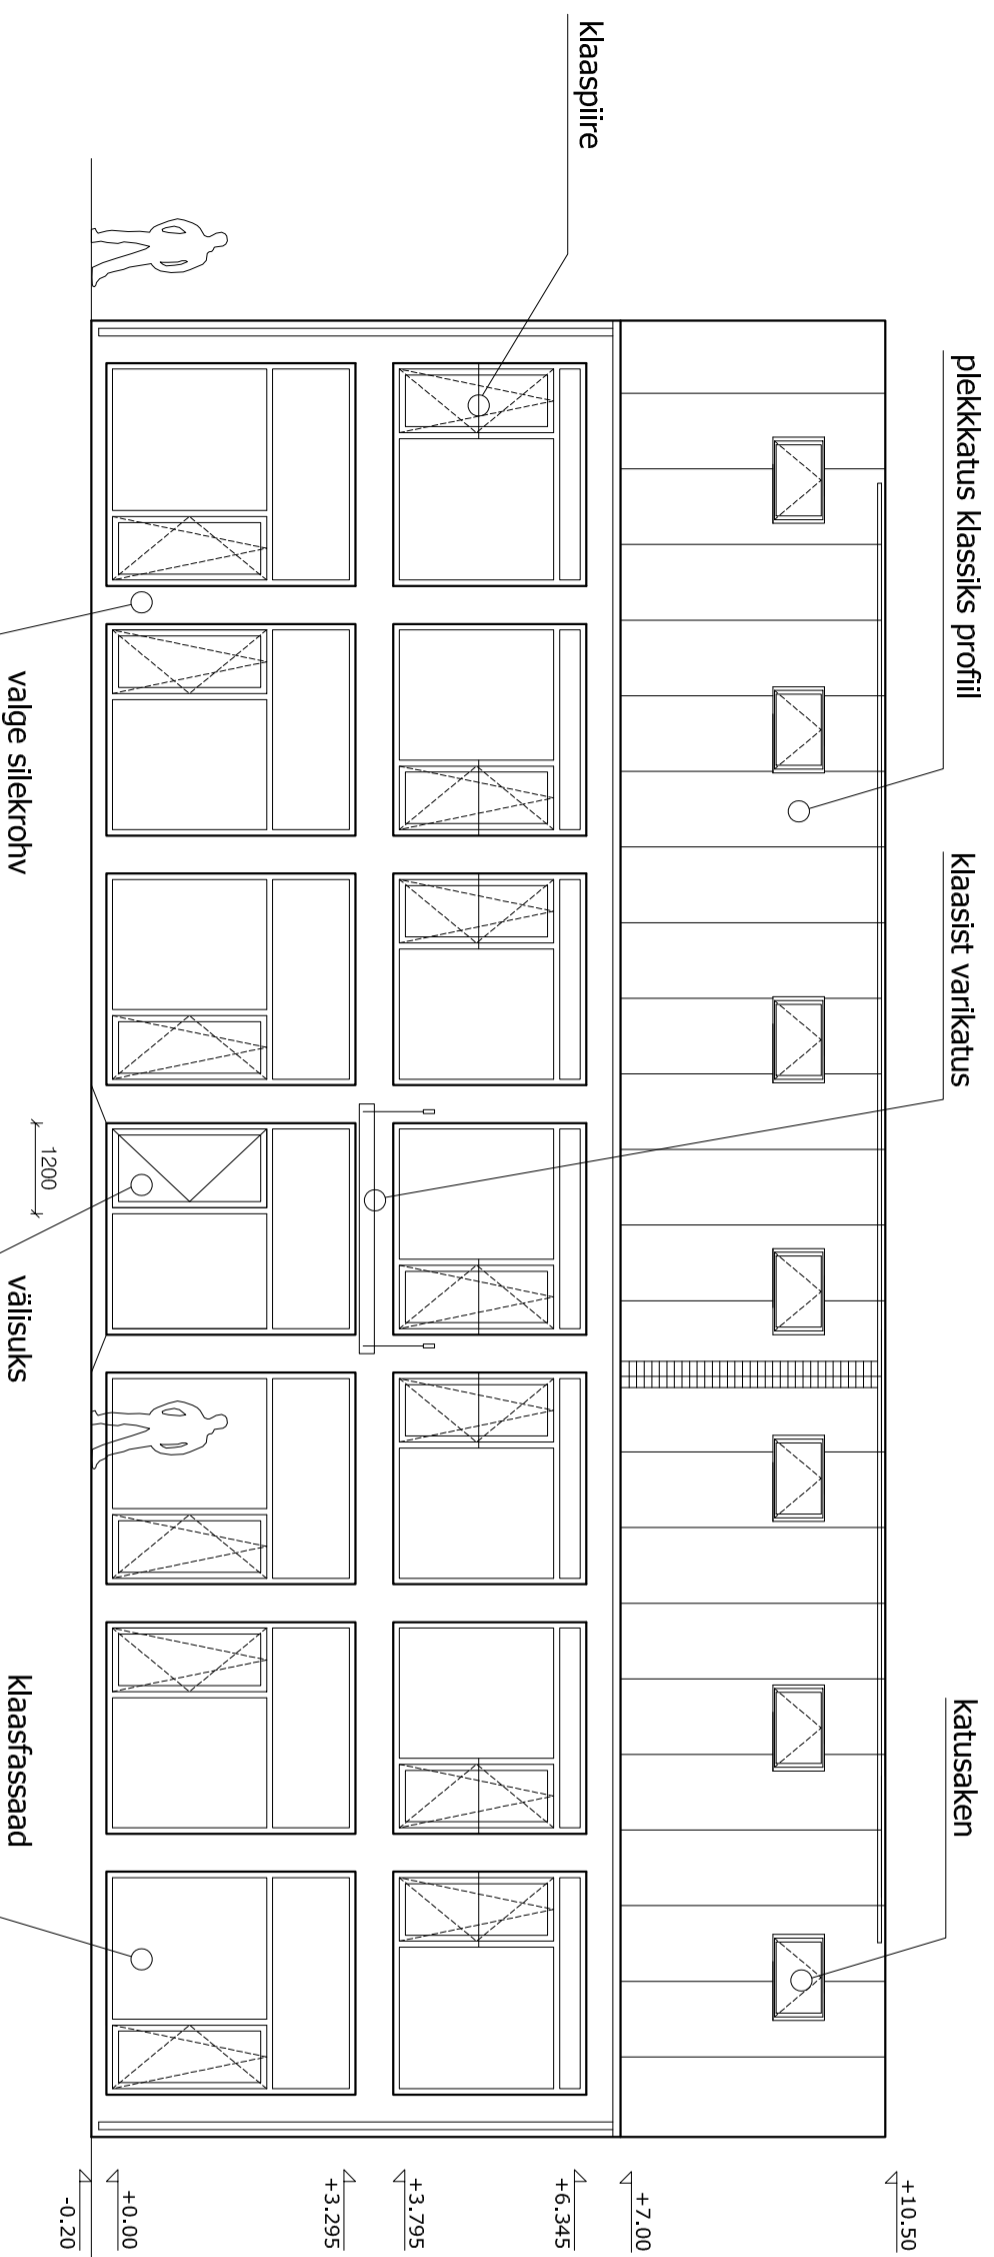 klaaspiire
plekkkatus klassiks profiil
klaasist varikatus
katusaken
valge silekrohv
välisuks
klaasfassaad
1200
+10.50
+7.00
+6.345
+3.795
+3.295
+0.00
-0.20